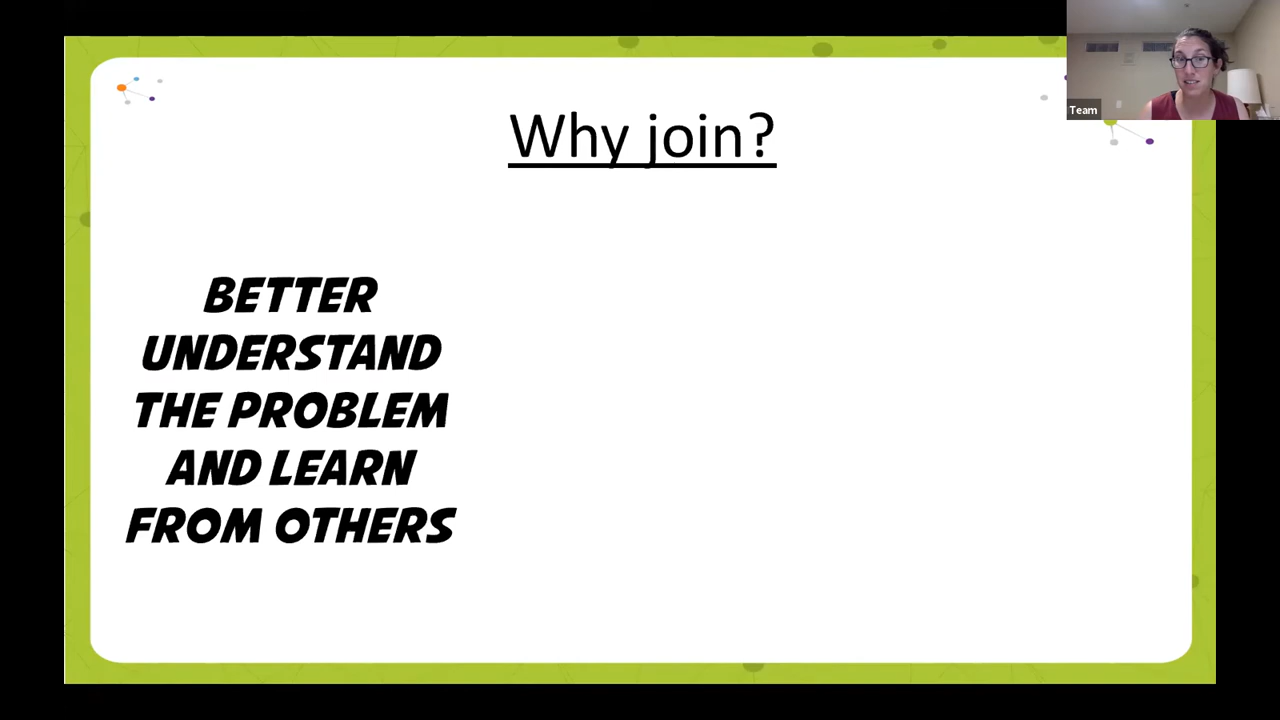 Why join?
Team
BETTER
UNDERSTAND
THE PROBLEM
AND LEARN
FROM OTHERS